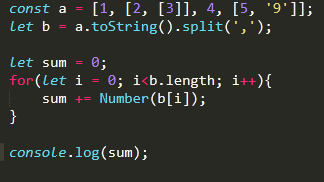 const a = [1, [2, [3]], 4, [5, '9']];
let b = a.toString().split(',');
let sum = 0;
for(let i = 0; i<b.length; i++){
    sum += Number(b[i]);
}
console.log(sum);